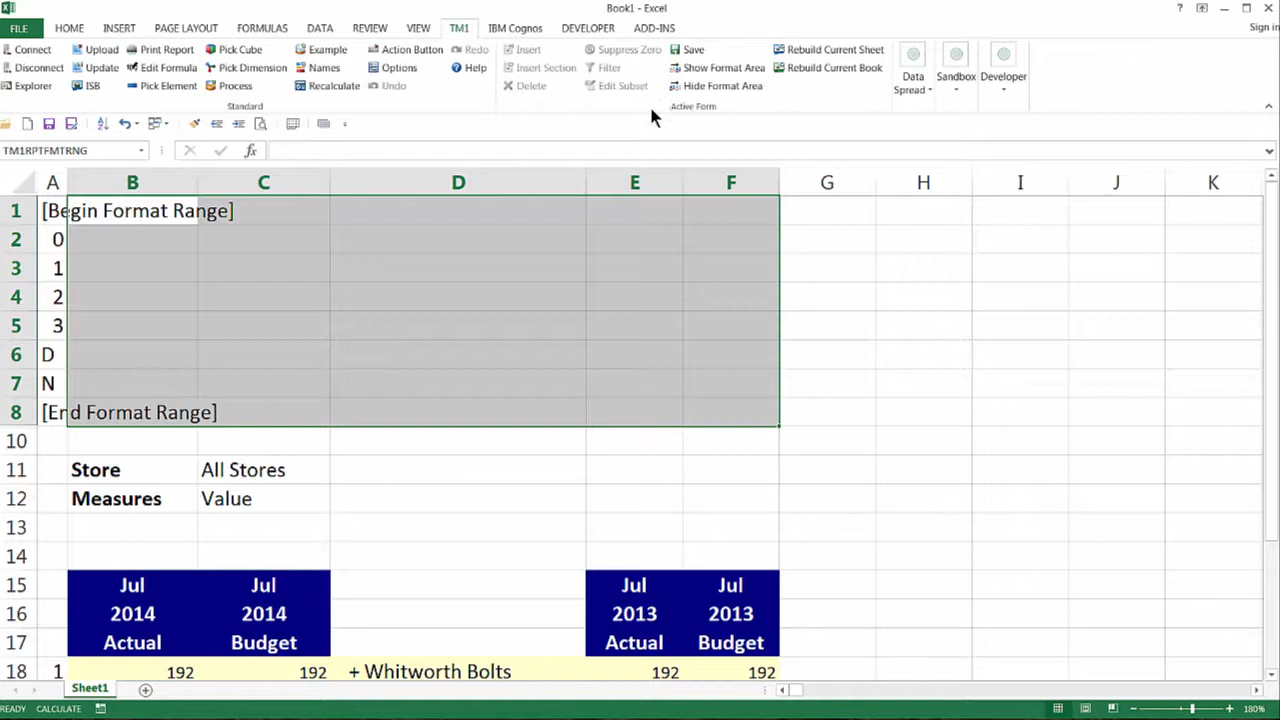 Book1 - Excel
Sign in
FILE HOME INSERT PAGE LAYOUT FORMULAS DATA REVIEW VIEW TM1 IBM Cognos DEVELOPER ADD-INS
Connect Upload Print Report Pick Cube Example Action Button Redo Insert Suppress Zero Save Rebuild Current Sheet
Disconnect Update Edit Formula Pick Dimension Names Options Help Insert Section Filter Show Format Area Rebuild Current Book
Explorer ISB Pick Element Process Recalculate Undo Delete Edit Subset Hide Format Area
Data Spread Sandbox Developer
Standard Active Form
TM1RPTFMTRNG fx
A B C D E F G H I J K
1 [Begin Format Range]
2 0
3 1
4 2
5 3
6 D
7 N
8 [End Format Range]
10
11 Store All Stores
12 Measures Value
13
14
15 Jul Jul Jul Jul
16 2014 2014 2013 2013
17 Actual Budget Actual Budget
18 1 192 192 + Whitworth Bolts 192 192
Sheet1
READY CALCULATE 180%